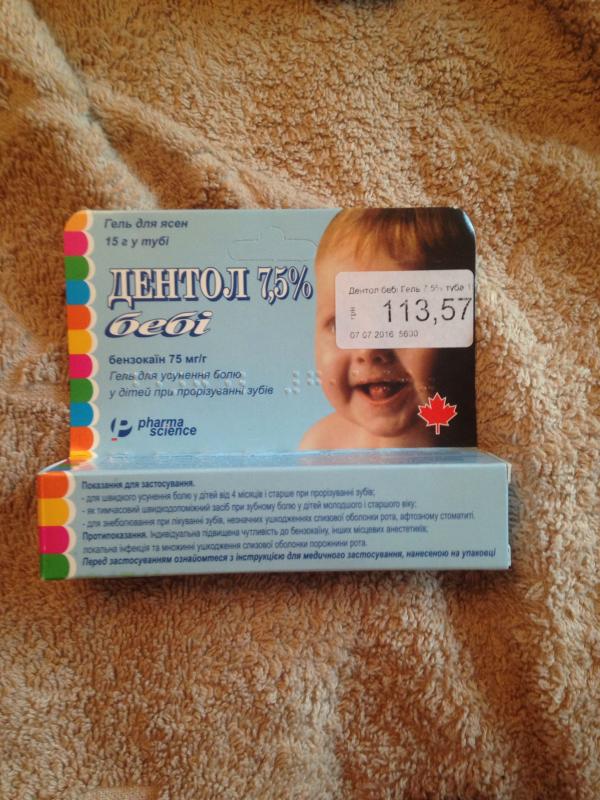 Гель для ясен
15 г у тубі
ДЕНТОЛ 7,5%
бебі
бензокаїн 75 мг/г
Гель для усунення болю
у дітей при прорізуванні зубів
pharma
science
Дентол бебі Гель 7.5% туба 1
грн
113,57
07 07 2016 5600
Показання для застосування.
- для швидкого усунення болю у дітей від 4 місяців і старше при прорізуванні зубів;
- як тимчасовий швидкодопоміжний засіб при зубному болю у дітей молодшого і старшого віку;
- для знеболювання при лікуванні зубів, незначних ушкодженнях слизової оболонки рота, афтозному стоматиті.
Протипоказання. Індивідуальна підвищена чутливість до бензокаїну, інших місцевих анестетиків;
локальна інфекція та множинні ушкодження слизової оболонки порожнини рота.
Перед застосуванням ознайомтеся з інструкцією для медичного застосування, нанесеною на упаковці